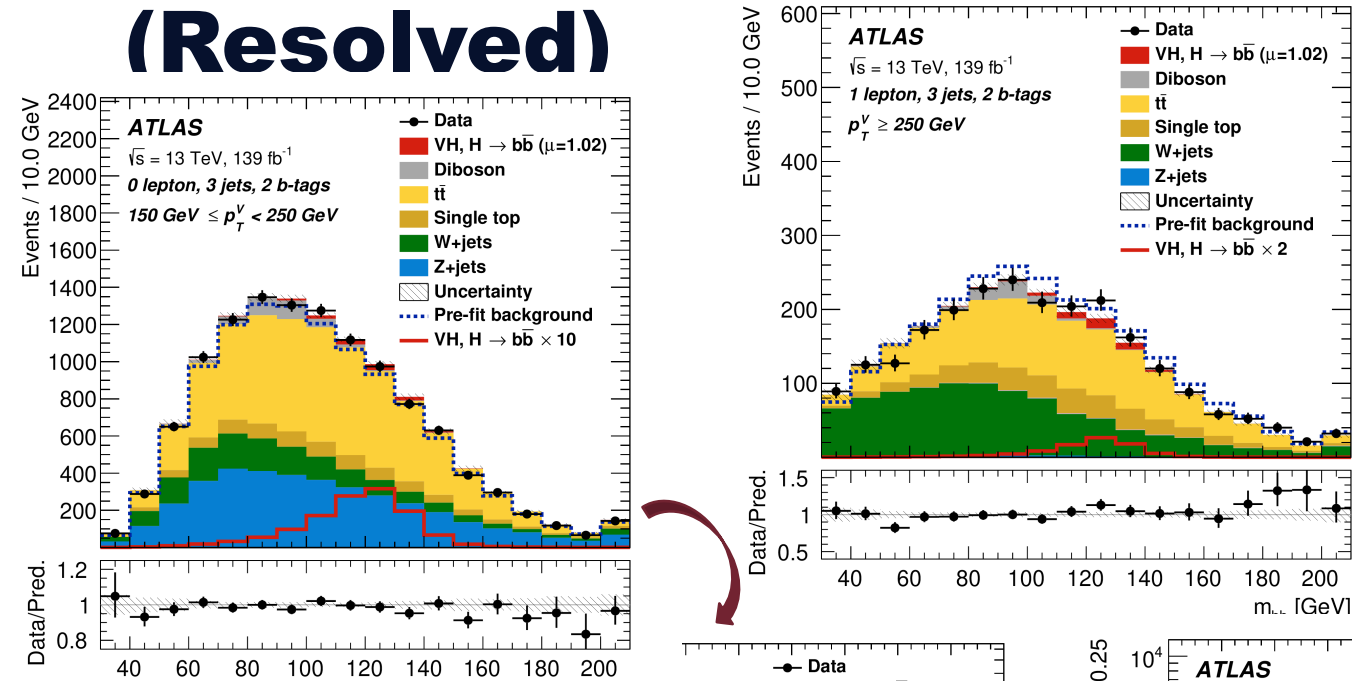 (Resolved)
Events / 10.0 GeV
2400
2200
2000
1800
1600
1400
1200
1000
800
600
400
200
ATLAS
√s = 13 TeV, 139 fb⁻¹
0 lepton, 3 jets, 2 b-tags
150 GeV ≤ p_T^V < 250 GeV
Data
VH, H → bb̄ (μ=1.02)
Diboson
tt̄
Single top
W+jets
Z+jets
Uncertainty
Pre-fit background
VH, H → bb̄ × 10
Data/Pred.
1.2
1
0.8
40 60 80 100 120 140 160 180 200
Events / 10.0 GeV
600
500
400
300
200
100
ATLAS
√s = 13 TeV, 139 fb⁻¹
1 lepton, 3 jets, 2 b-tags
p_T^V ≥ 250 GeV
Data
VH, H → bb̄ (μ=1.02)
Diboson
tt̄
Single top
W+jets
Z+jets
Uncertainty
Pre-fit background
VH, H → bb̄ × 2
Data/Pred.
1.5
1
0.5
40 60 80 100 120 140 160 180 200
[GeV]
Data
0.25
10⁴
ATLAS